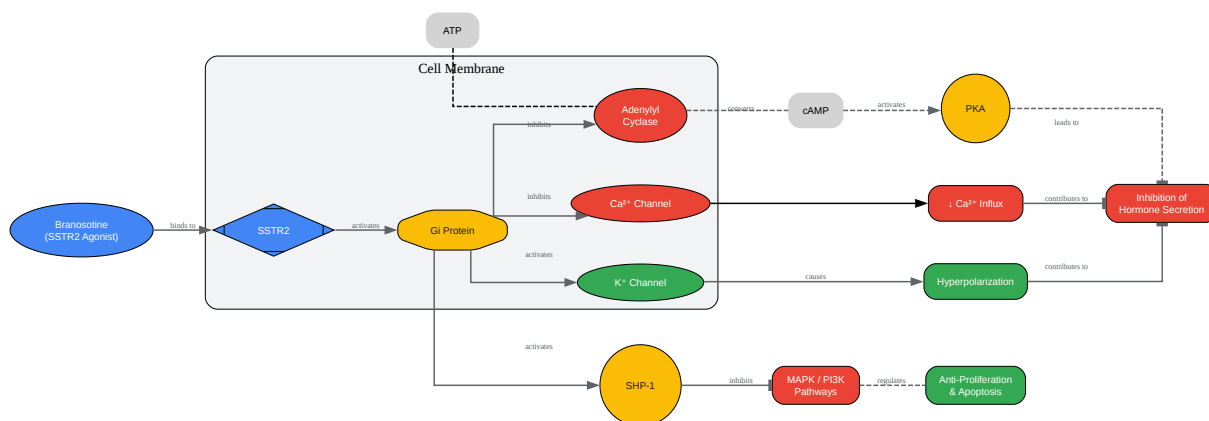 ATP
Cell Membrane
Adenylyl
Cyclase
converts
cAMP
activates
PKA
leads to
inhibits
inhibits
Ca²⁺ Channel
↓ Ca²⁺ Influx
contributes to
Inhibition of
Hormone Secretion
Branosotine
(SSTR2 Agonist)
binds to
SSTR2
activates
Gi Protein
activates
K⁺ Channel
causes
Hyperpolarization
contributes to
activates
SHP-1
inhibits
MAPK / PI3K
Pathways
regulates
Anti-Proliferation
& Apoptosis